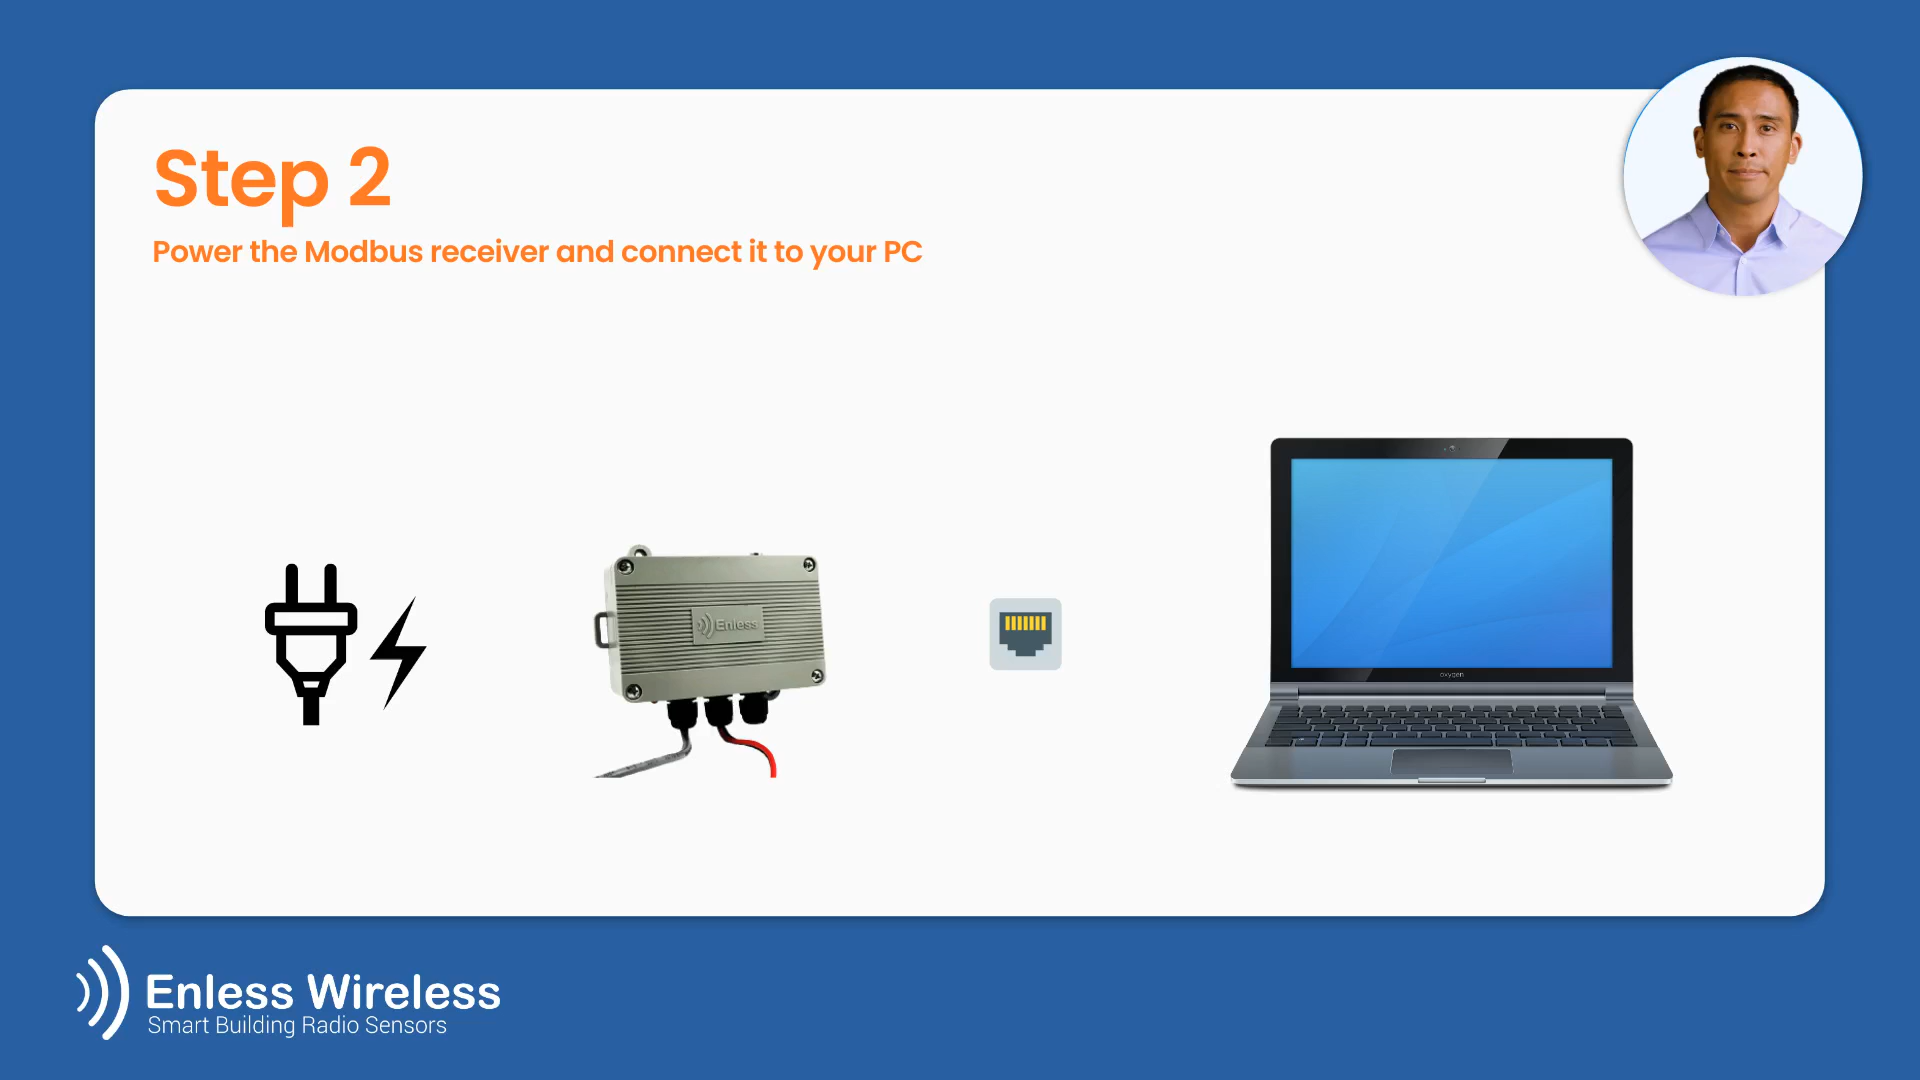 Step 2
Power the Modbus receiver and connect it to your PC
Enless
oxygen
Enless Wireless
Smart Building Radio Sensors